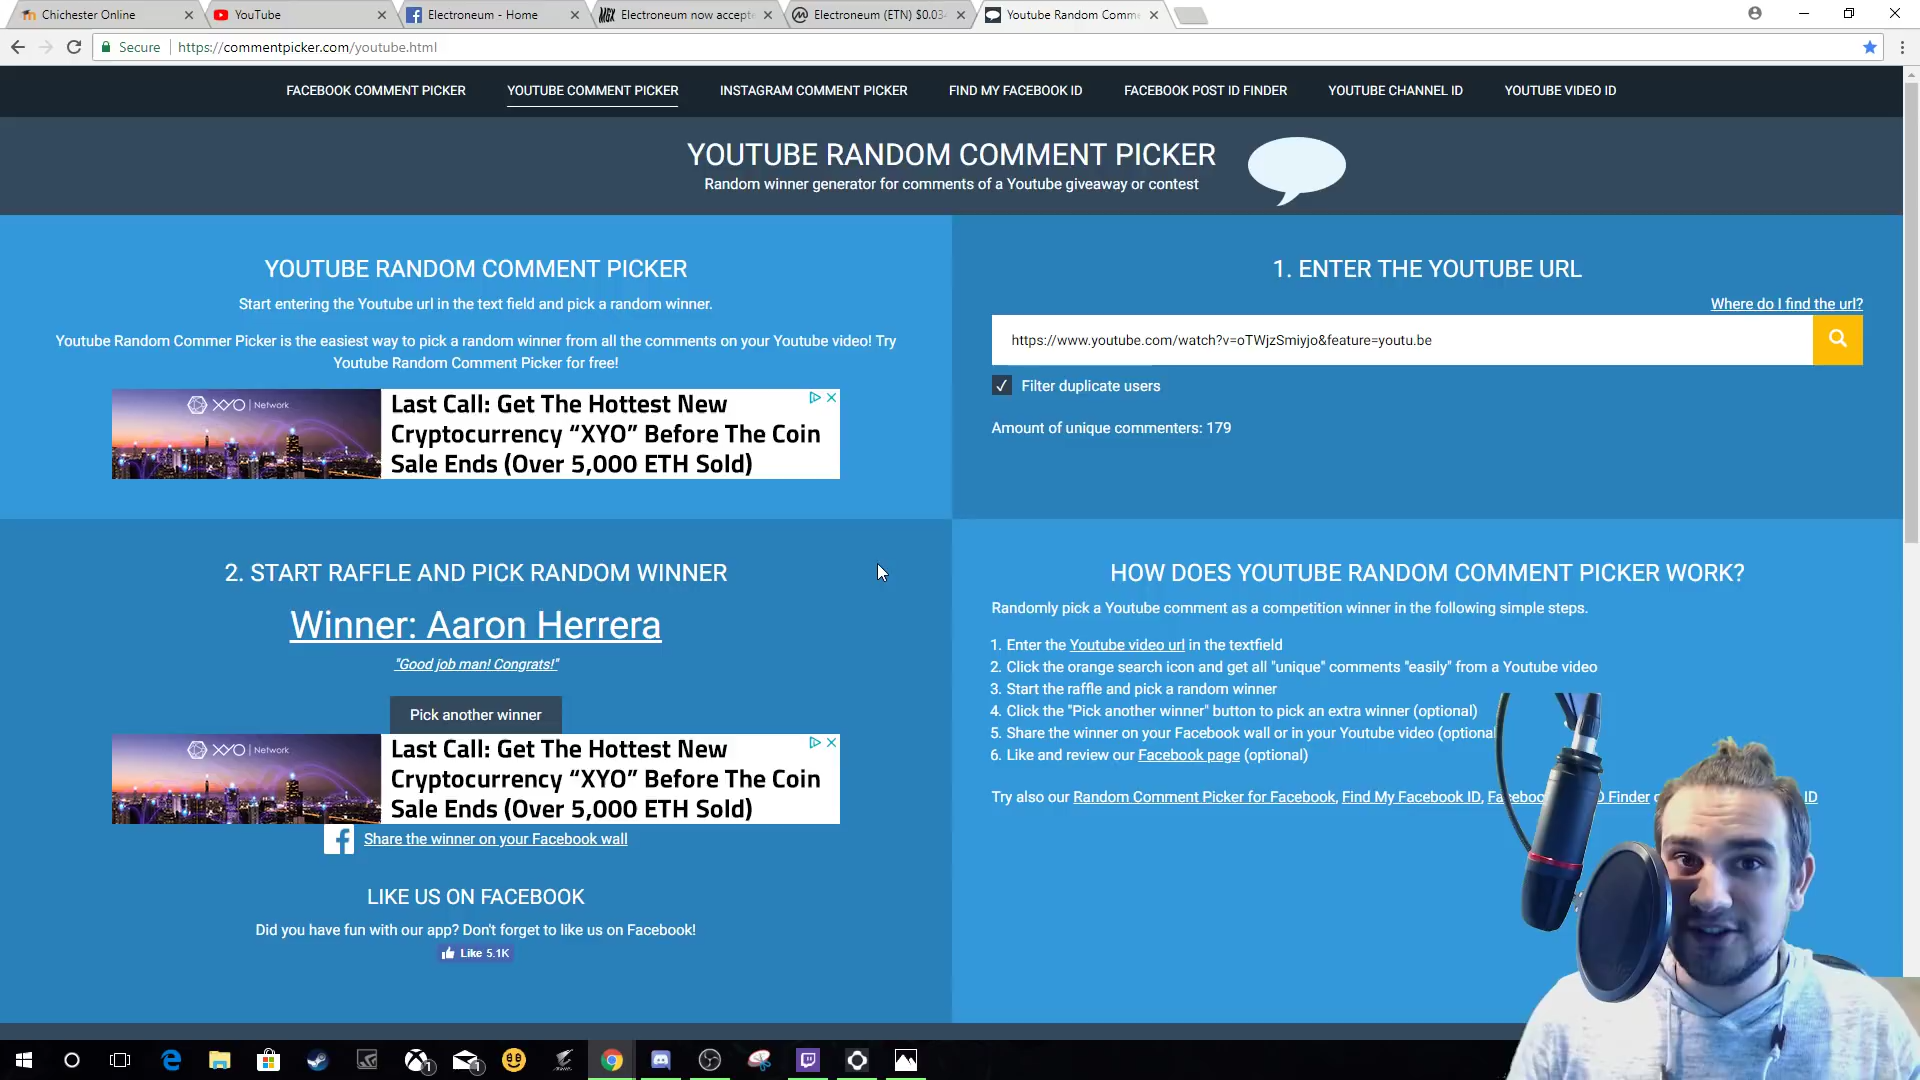 Chichester Online
YouTube
Electroneum - Home
MGX Electroneum now accept
Electroneum (ETN) $0.03
Youtube Random Comm
Secure
https://commentpicker.com/youtube.html
FACEBOOK COMMENT PICKER
YOUTUBE COMMENT PICKER
INSTAGRAM COMMENT PICKER
FIND MY FACEBOOK ID
FACEBOOK POST ID FINDER
YOUTUBE CHANNEL ID
YOUTUBE VIDEO ID
YOUTUBE RANDOM COMMENT PICKER
Random winner generator for comments of a Youtube giveaway or contest
YOUTUBE RANDOM COMMENT PICKER
Start entering the Youtube url in the text field and pick a random winner.
Youtube Random Commer Picker is the easiest way to pick a random winner from all the comments on your Youtube video! Try
Youtube Random Comment Picker for free!
XYO Network
Last Call: Get The Hottest New
Cryptocurrency “XYO” Before The Coin
Sale Ends (Over 5,000 ETH Sold)
1. ENTER THE YOUTUBE URL
Where do I find the url?
https://www.youtube.com/watch?v=oTWjzSmiyjo&feature=youtu.be
Filter duplicate users
Amount of unique commenters: 179
2. START RAFFLE AND PICK RANDOM WINNER
Winner: Aaron Herrera
"Good job man! Congrats!"
Pick another winner
XYO Network
Last Call: Get The Hottest New
Cryptocurrency “XYO” Before The Coin
Sale Ends (Over 5,000 ETH Sold)
Share the winner on your Facebook wall
LIKE US ON FACEBOOK
Did you have fun with our app? Don't forget to like us on Facebook!
Like 5.1K
HOW DOES YOUTUBE RANDOM COMMENT PICKER WORK?
Randomly pick a Youtube comment as a competition winner in the following simple steps.
1. Enter the Youtube video url in the textfield
2. Click the orange search icon and get all "unique" comments "easily" from a Youtube video
3. Start the raffle and pick a random winner
4. Click the "Pick another winner" button to pick an extra winner (optional)
5. Share the winner on your Facebook wall or in your Youtube video (optional
6. Like and review our Facebook page (optional)
Try also our Random Comment Picker for Facebook, Find My Facebook ID, Faceboo D Finder ID
1
1